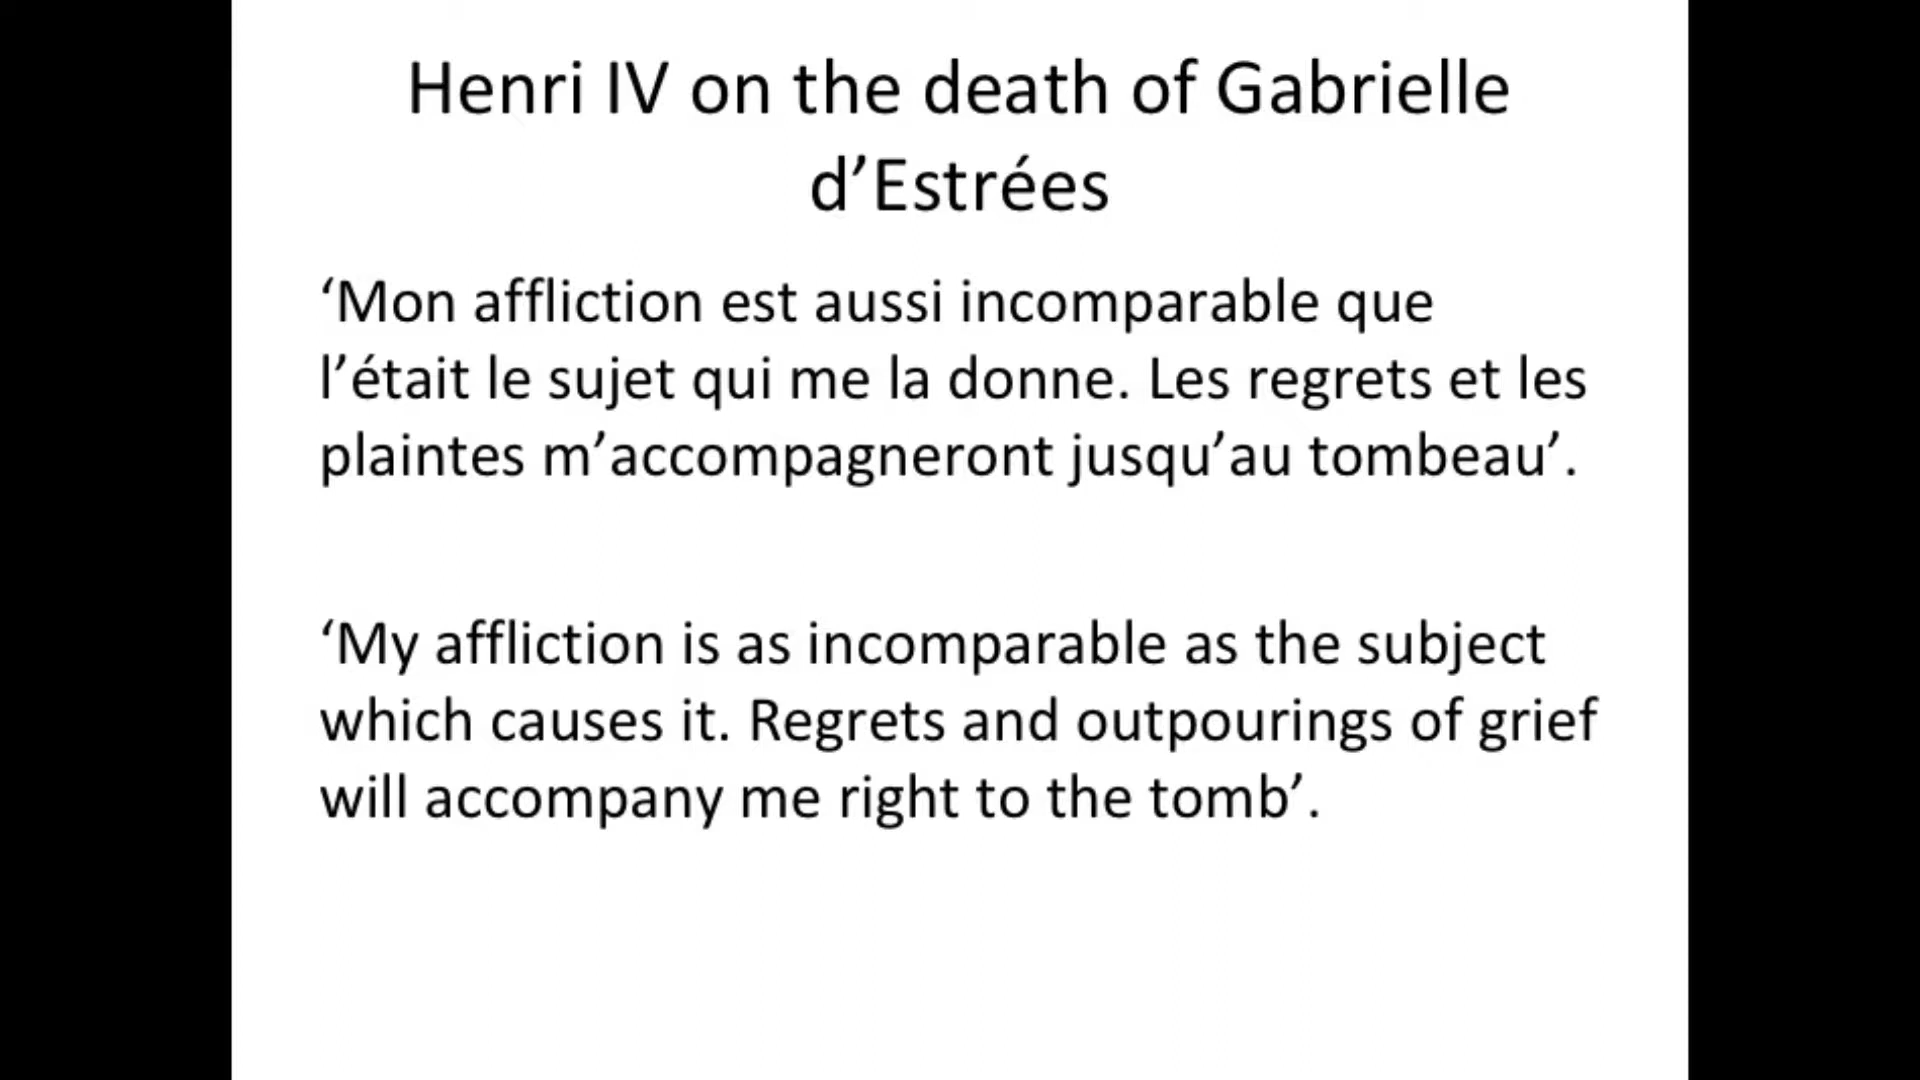 Henri IV on the death of Gabrielle
d’Estrées
‘Mon affliction est aussi incomparable que
l’était le sujet qui me la donne. Les regrets et les
plaintes m’accompagneront jusqu’au tombeau’.
‘My affliction is as incomparable as the subject
which causes it. Regrets and outpourings of grief
will accompany me right to the tomb’.